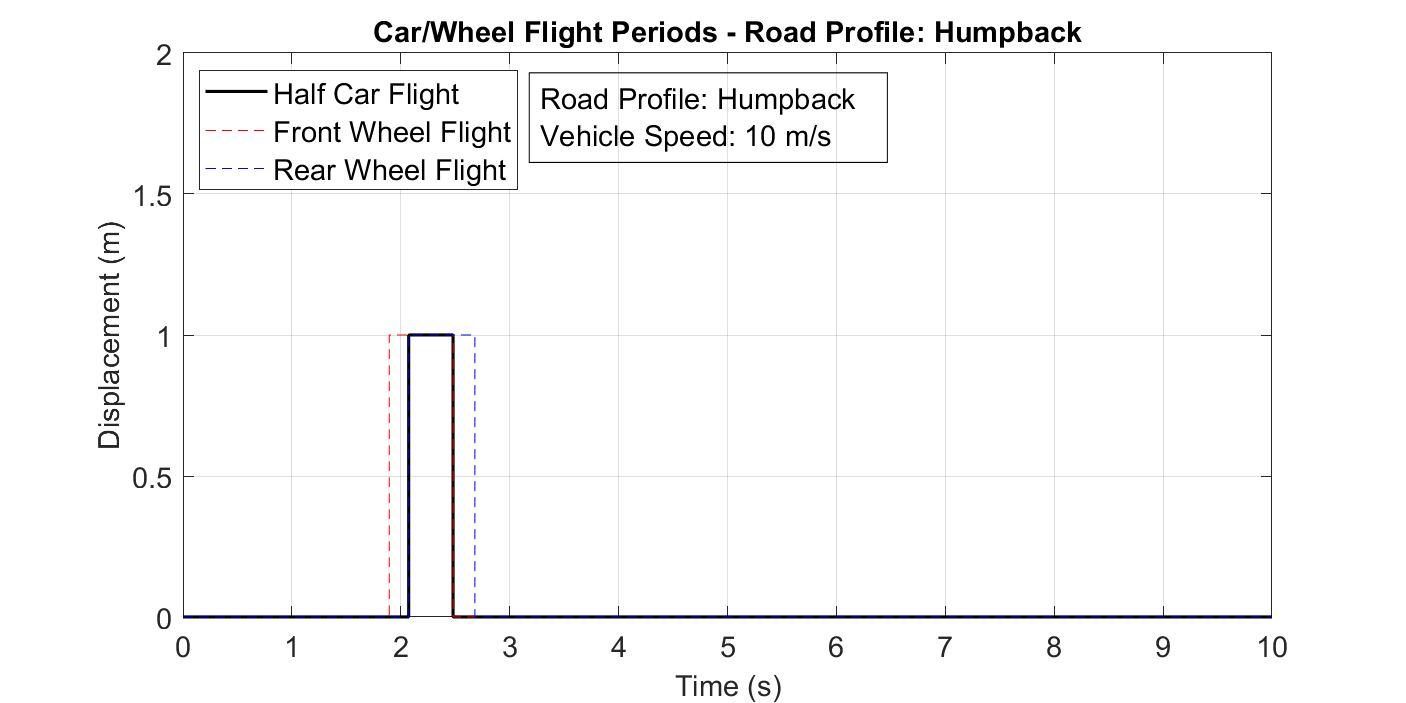 Car/Wheel Flight Periods - Road Profile: Humpback
Half Car Flight
Front Wheel Flight
Rear Wheel Flight
Road Profile: Humpback
Vehicle Speed: 10 m/s
Displacement (m)
2
1.5
1
0.5
0
0 1 2 3 4 5 6 7 8 9 10
Time (s)